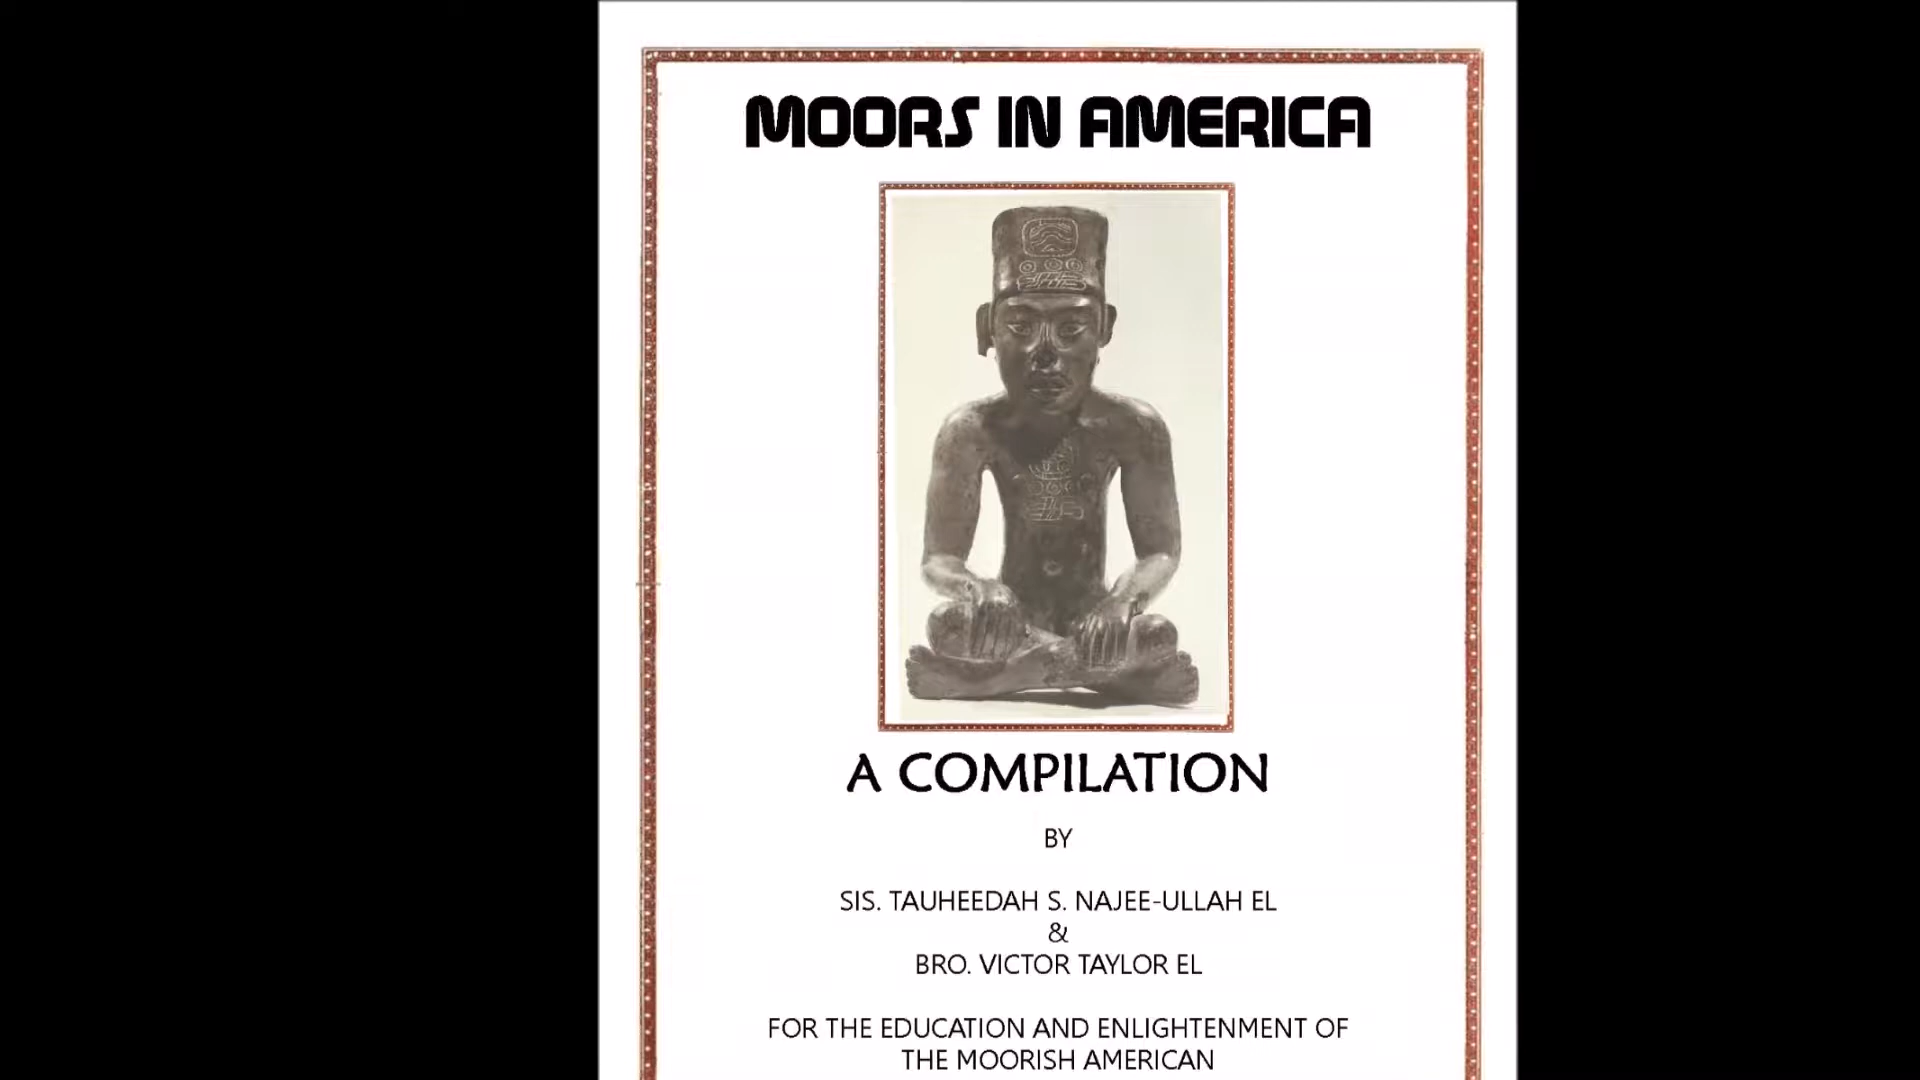 MOORS IN AMERICA
A COMPILATION
BY
SIS. TAUHEEDAH S. NAJEE-ULLAH EL
&
BRO. VICTOR TAYLOR EL
FOR THE EDUCATION AND ENLIGHTENMENT OF
THE MOORISH AMERICAN